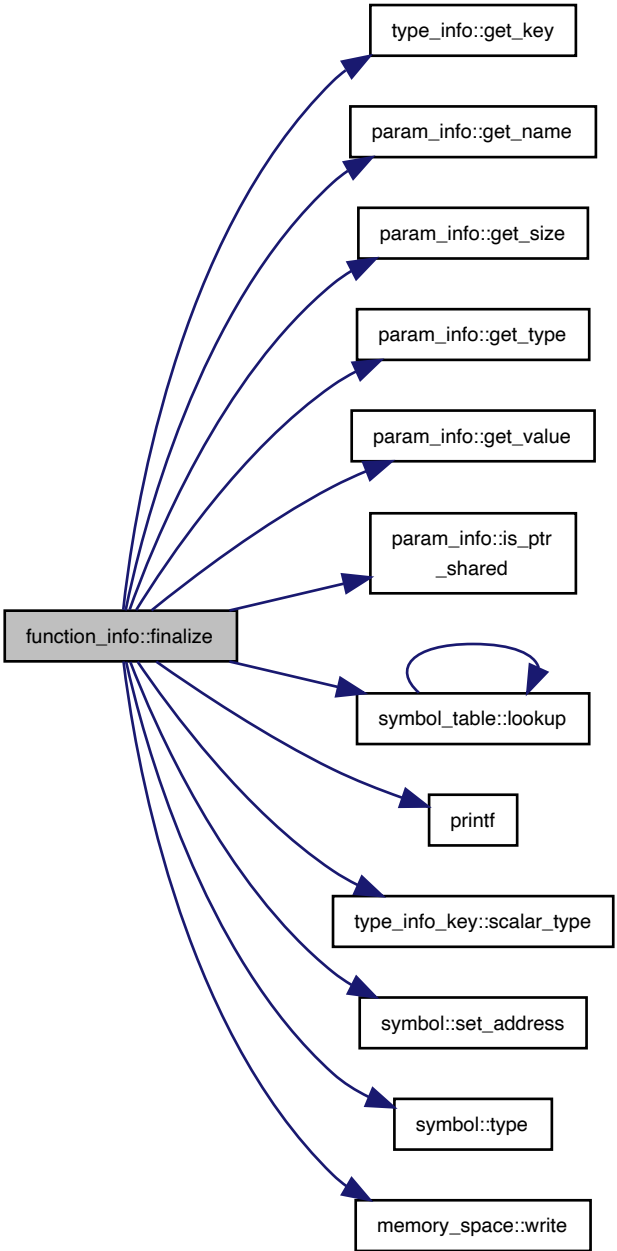 type_info::get_key
param_info::get_name
param_info::get_size
param_info::get_type
param_info::get_value
param_info::is_ptr
_shared
function_info::finalize
symbol_table::lookup
printf
type_info_key::scalar_type
symbol::set_address
symbol::type
memory_space::write